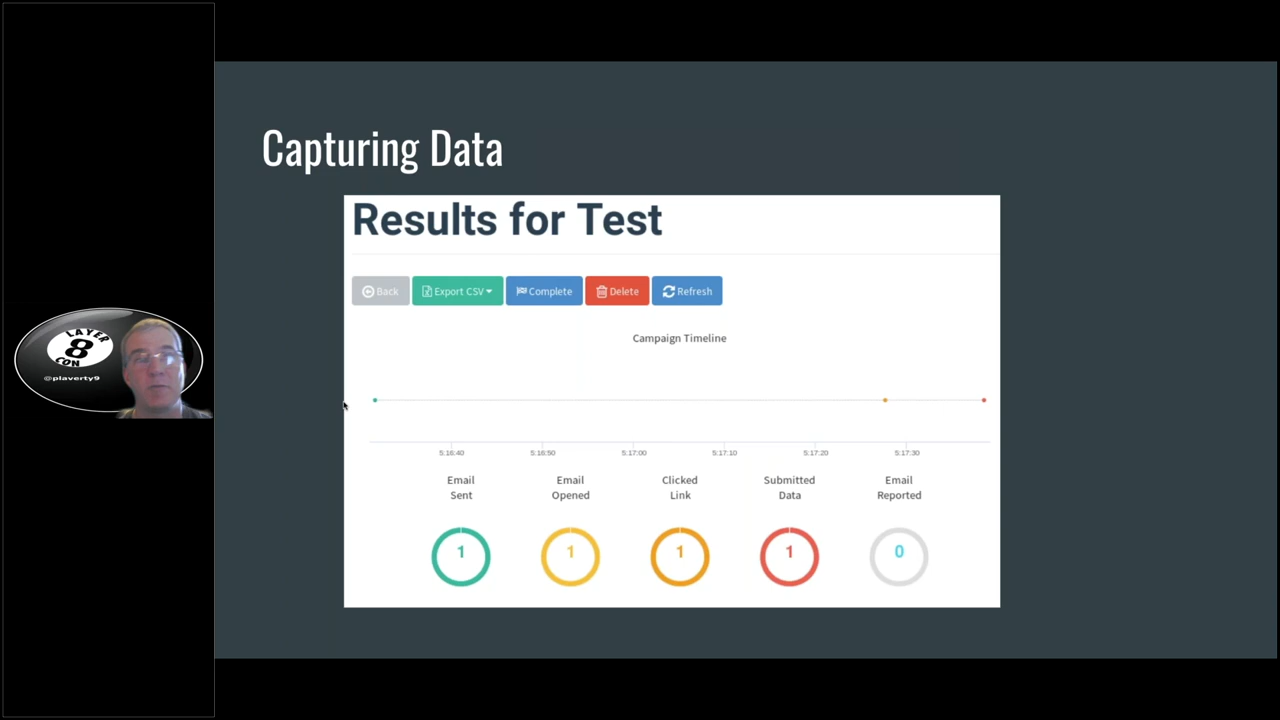 Capturing Data
Results for Test
Back
Export CSV
Complete
Delete
Refresh
Campaign Timeline
5:16:40
5:16:50
5:17:00
5:17:10
5:17:20
5:17:30
Email
Sent
Email
Opened
Clicked
Link
Submitted
Data
Email
Reported
1
1
1
1
0
LAYER
8
CON
@plaverty9